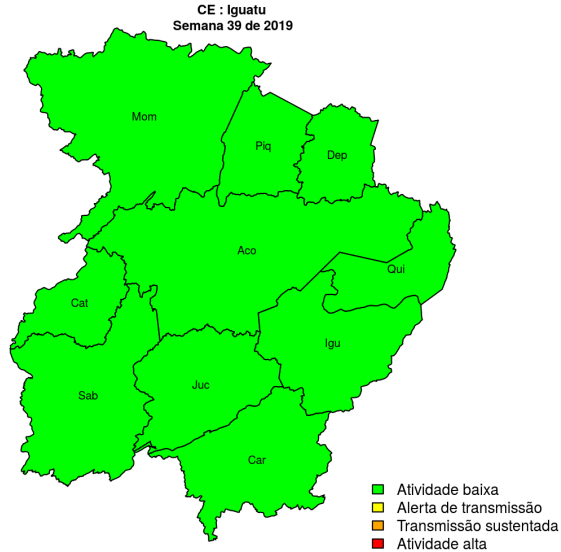 CE : Iguatu
Semana 39 de 2019
Mom
Piq
Dep
Aco
Qui
Cat
Igu
Juc
Sab
Car
Atividade baixa
Alerta de transmissão
Transmissão sustentada
Atividade alta